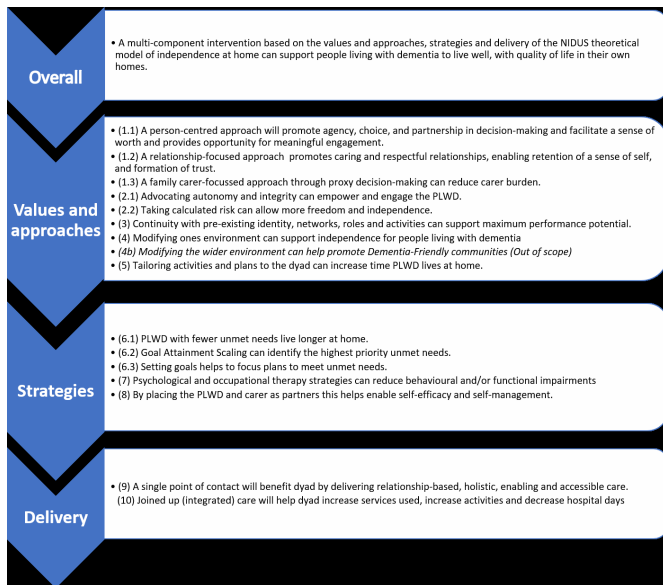 Overall
• A multi-component intervention based on the values and approaches, strategies and delivery of the NIDUS theoretical
model of independence at home can support people living with dementia to live well, with quality of life in their own
homes.
Values and
approaches
• (1.1) A person-centred approach will promote agency, choice, and partnership in decision-making and facilitate a sense of
worth and provides opportunity for meaningful engagement.
• (1.2) A relationship-focused approach promotes caring and respectful relationships, enabling retention of a sense of self,
and formation of trust.
• (1.3) A family carer-focussed approach through proxy decision-making can reduce carer burden.
• (2.1) Advocating autonomy and integrity can empower and engage the PLWD.
• (2.2) Taking calculated risk can allow more freedom and independence.
• (3) Continuity with pre-existing identity, networks, roles and activities can support maximum performance potential.
• (4) Modifying ones environment can support independence for people living with dementia
• (4b) Modifying the wider environment can help promote Dementia-Friendly communities (Out of scope)
• (5) Tailoring activities and plans to the dyad can increase time PLWD lives at home.
Strategies
• (6.1) PLWD with fewer unmet needs live longer at home.
• (6.2) Goal Attainment Scaling can identify the highest priority unmet needs.
• (6.3) Setting goals helps to focus plans to meet unmet needs.
• (7) Psychological and occupational therapy strategies can reduce behavioural and/or functional impairments
• (8) By placing the PLWD and carer as partners this helps enable self-efficacy and self-management.
Delivery
• (9) A single point of contact will benefit dyad by delivering relationship-based, holistic, enabling and accessible care.
(10) Joined up (integrated) care will help dyad increase services used, increase activities and decrease hospital days